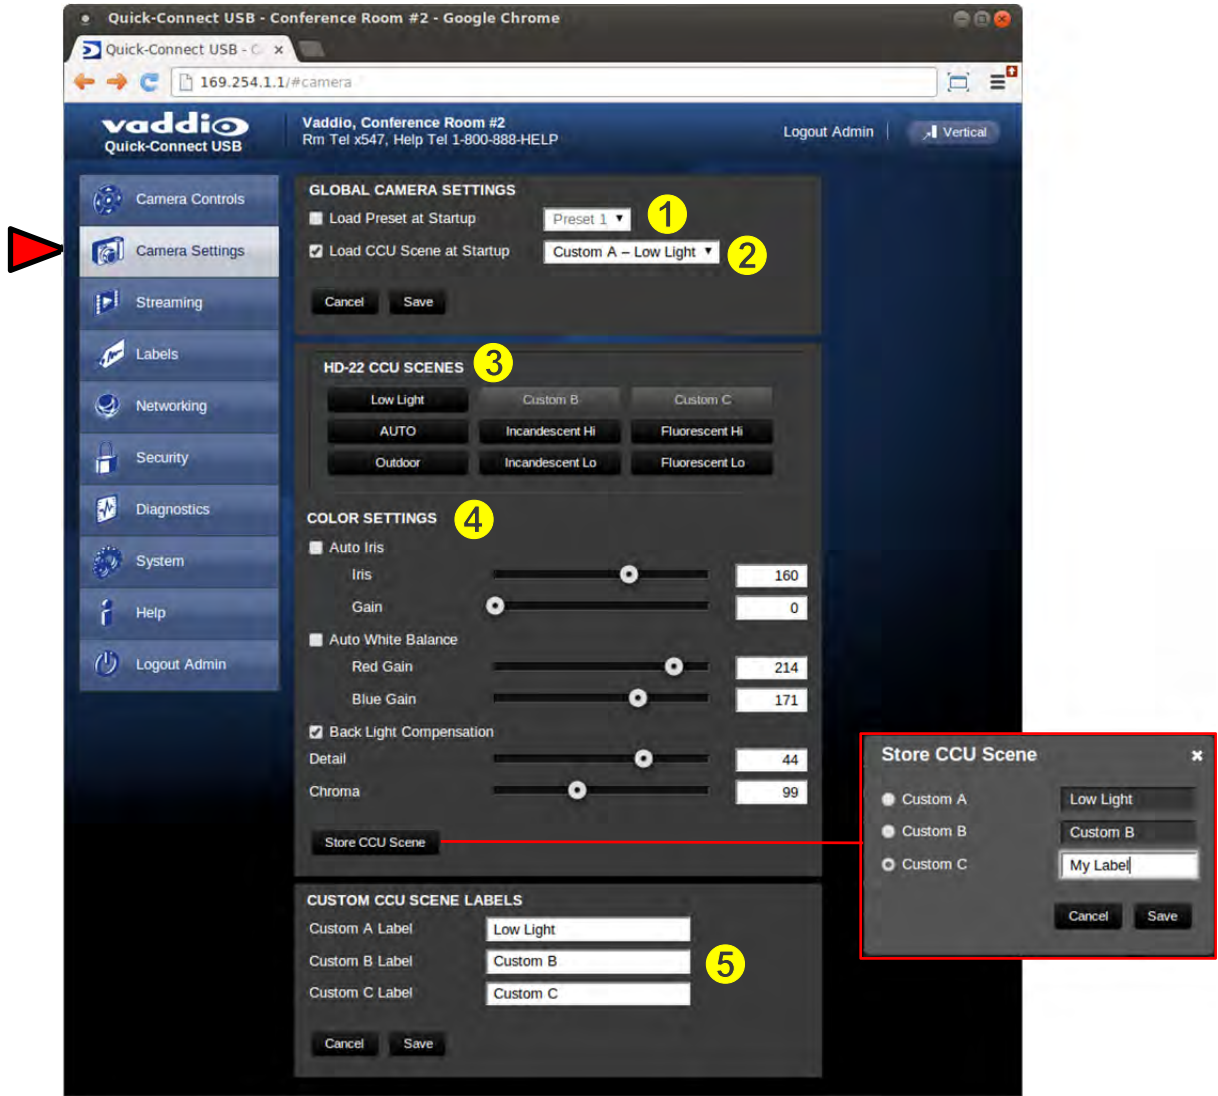 Quick-Connect USB - Conference Room #2 - Google Chrome
Quick-Connect USB - C
169.254.1.1/#camera
vaddio
Quick-Connect USB
Vaddio, Conference Room #2
Rm Tel x547, Help Tel 1-800-888-HELP
Logout Admin
Vertical
Camera Controls
Camera Settings
Streaming
Labels
Networking
Security
Diagnostics
System
Help
Logout Admin
GLOBAL CAMERA SETTINGS
Load Preset at Startup Preset 1 1
Load CCU Scene at Startup Custom A – Low Light 2
Cancel Save
HD-22 CCU SCENES 3
Low Light Custom B Custom C
AUTO Incandescent Hi Fluorescent Hi
Outdoor Incandescent Lo Fluorescent Lo
COLOR SETTINGS 4
Auto Iris
Iris 160
Gain 0
Auto White Balance
Red Gain 214
Blue Gain 171
Back Light Compensation
Detail 44
Chroma 99
Store CCU Scene
CUSTOM CCU SCENE LABELS
Custom A Label Low Light
Custom B Label Custom B 5
Custom C Label Custom C
Cancel Save
Store CCU Scene
Custom A Low Light
Custom B Custom B
Custom C My Label
Cancel Save